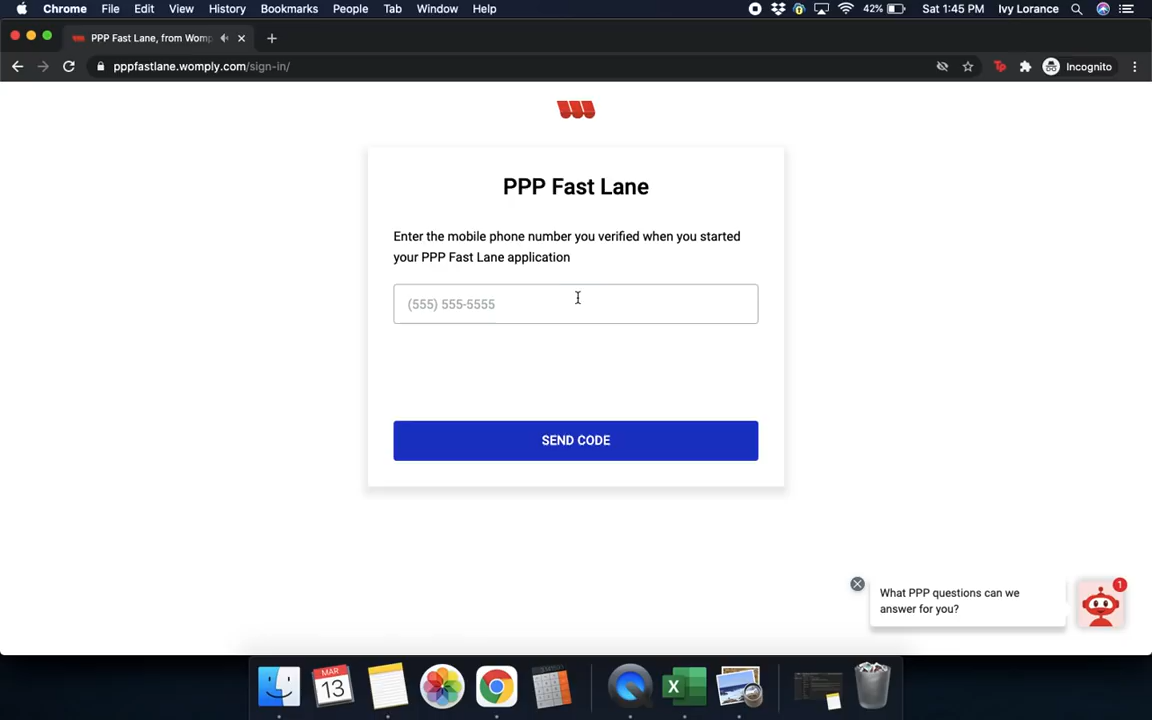 Chrome File Edit View History Bookmarks People Tab Window Help 42% Sat 1:45 PM Ivy Lorance
PPP Fast Lane, from Womp
pppfastlane.womply.com/sign-in/ Incognito
PPP Fast Lane
Enter the mobile phone number you verified when you started
your PPP Fast Lane application
(555) 555-5555
SEND CODE
1
What PPP questions can we
answer for you?
MAR
13
X